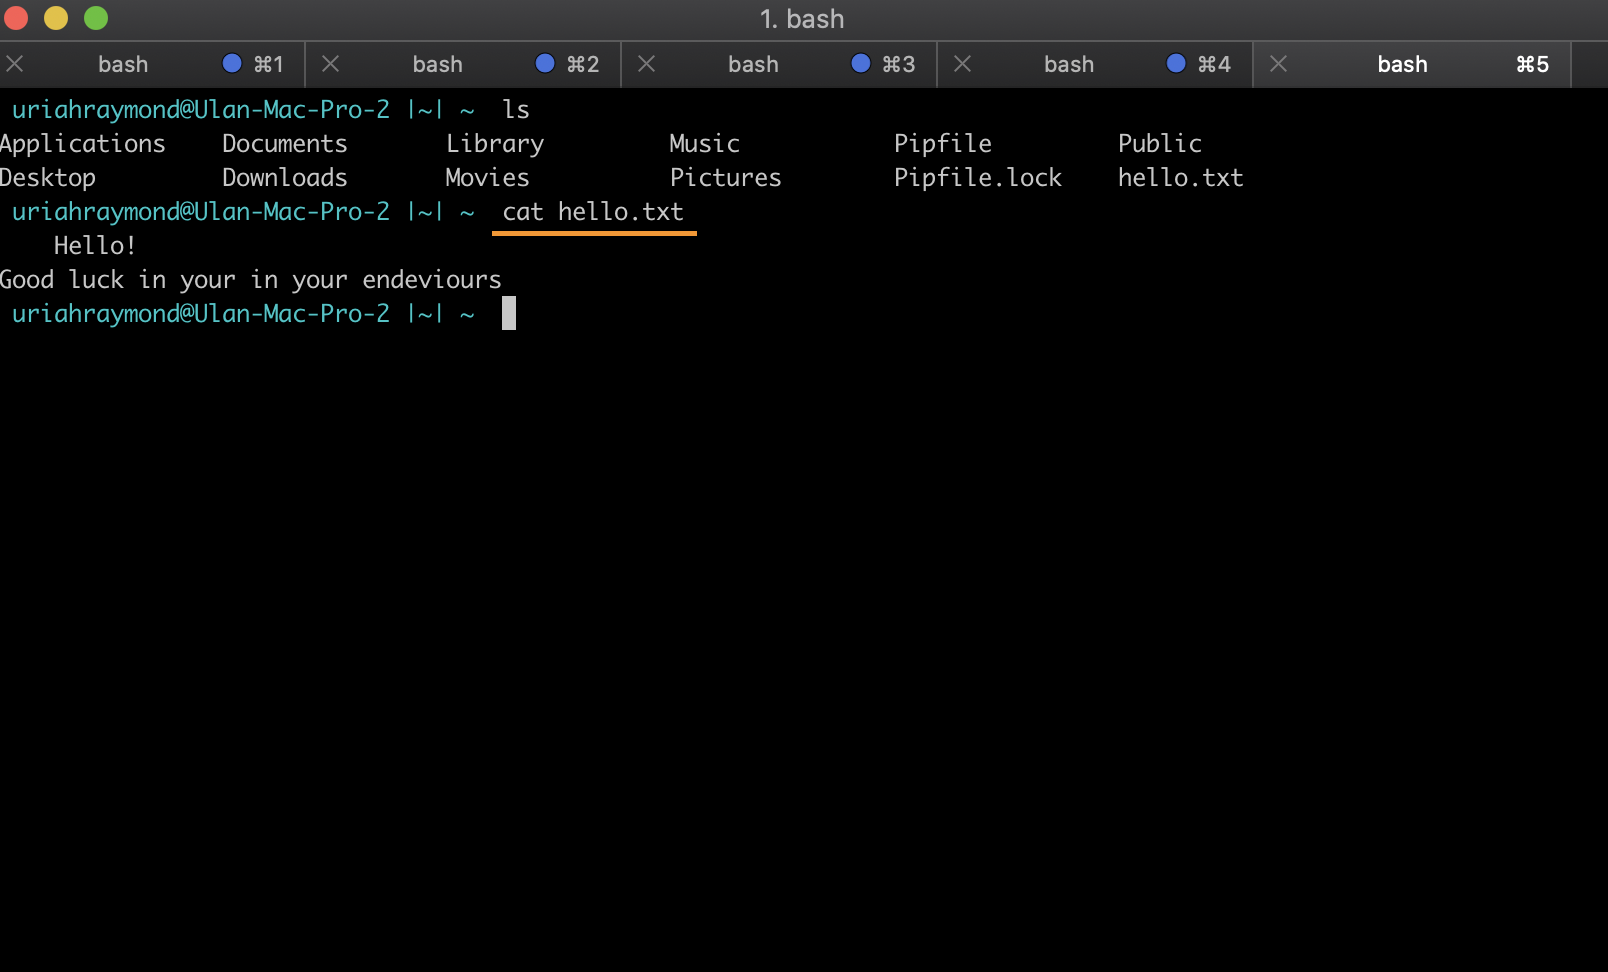 1. bash
bash ⌘1 bash ⌘2 bash ⌘3 bash ⌘4 bash ⌘5
uriahraymond@Ulan-Mac-Pro-2 |~| ~ ls
Applications Documents Library Music Pipfile Public
Desktop Downloads Movies Pictures Pipfile.lock hello.txt
uriahraymond@Ulan-Mac-Pro-2 |~| ~ cat hello.txt
Hello!
Good luck in your in your endeviours
uriahraymond@Ulan-Mac-Pro-2 |~| ~